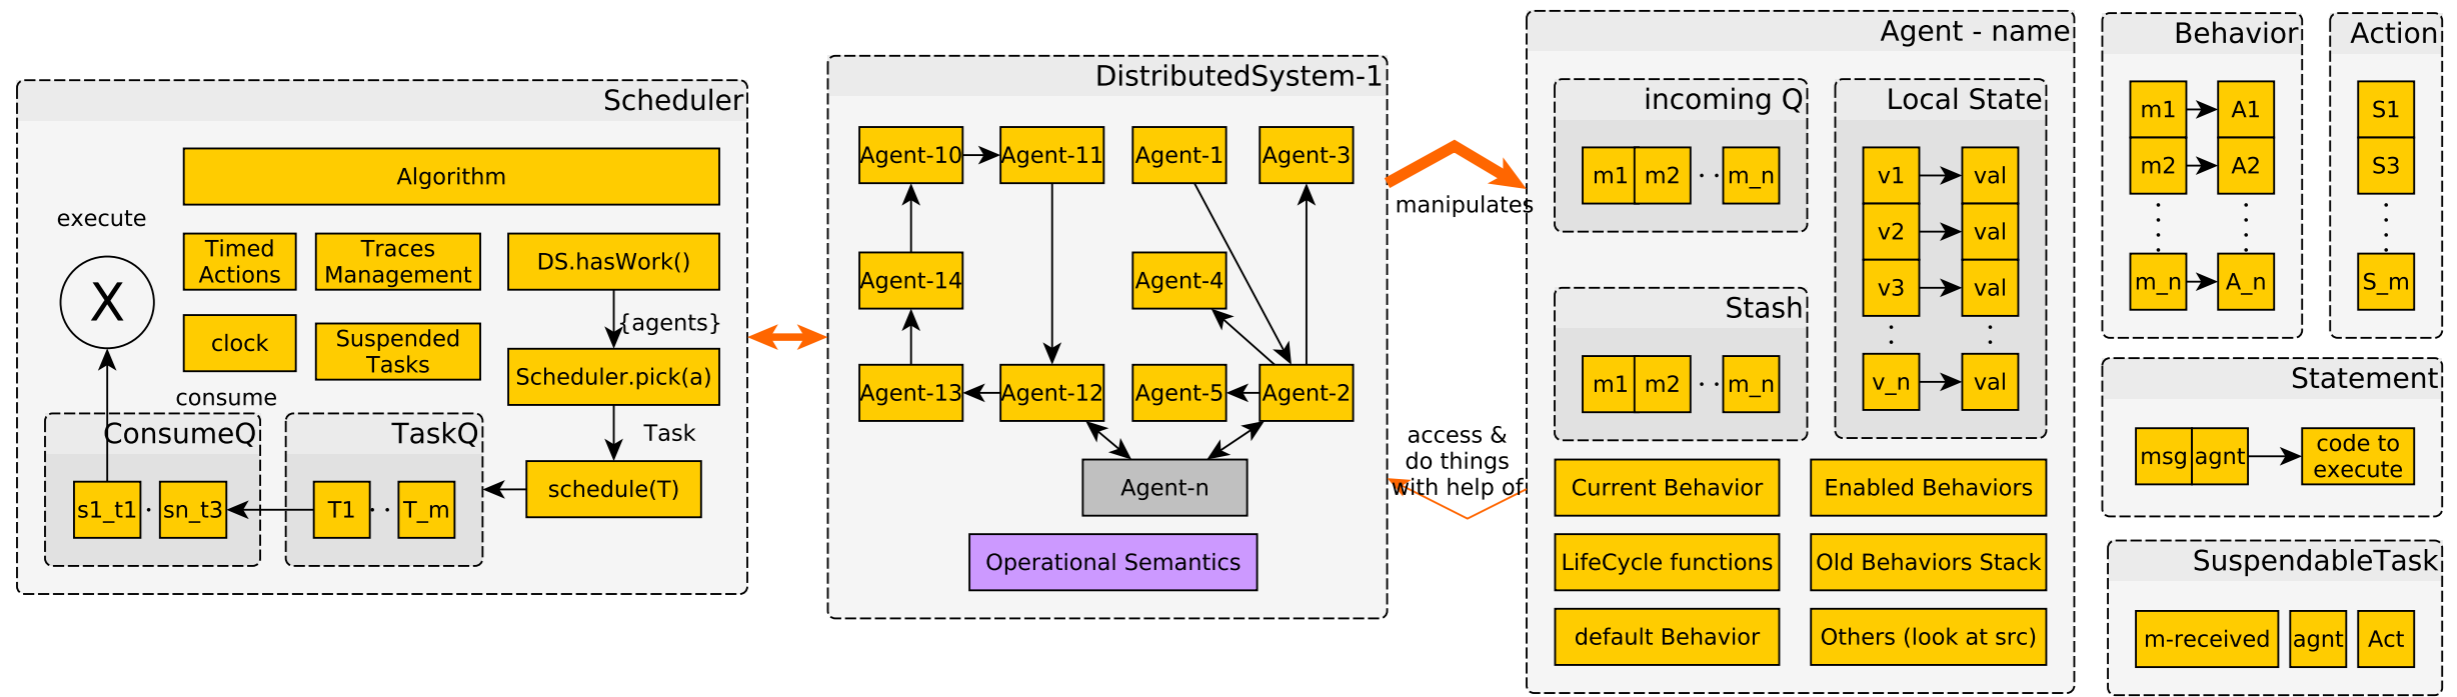 Scheduler
Algorithm
execute
X
Timed
Actions
Traces
Management
DS.hasWork()
{agents}
clock
Suspended
Tasks
Scheduler.pick(a)
consume
Task
ConsumeQ
TaskQ
s1_t1 · sn_t3
T1 · · T_m
schedule(T)
DistributedSystem-1
Agent-10
Agent-11
Agent-1
Agent-3
Agent-14
Agent-4
Agent-13
Agent-12
Agent-5
Agent-2
Agent-n
Operational Semantics
manipulates
access &
do things
with help of
Agent - name
incoming Q
m1 m2 · · m_n
Stash
m1 m2 · · m_n
Local State
v1 val
v2 val
v3 val
v_n val
Current Behavior
Enabled Behaviors
LifeCycle functions
Old Behaviors Stack
default Behavior
Others (look at src)
Behavior
m1 A1
m2 A2
m_n A_n
Action
S1
S3
S_m
Statement
msg agnt
code to
execute
SuspendableTask
m-received agnt Act